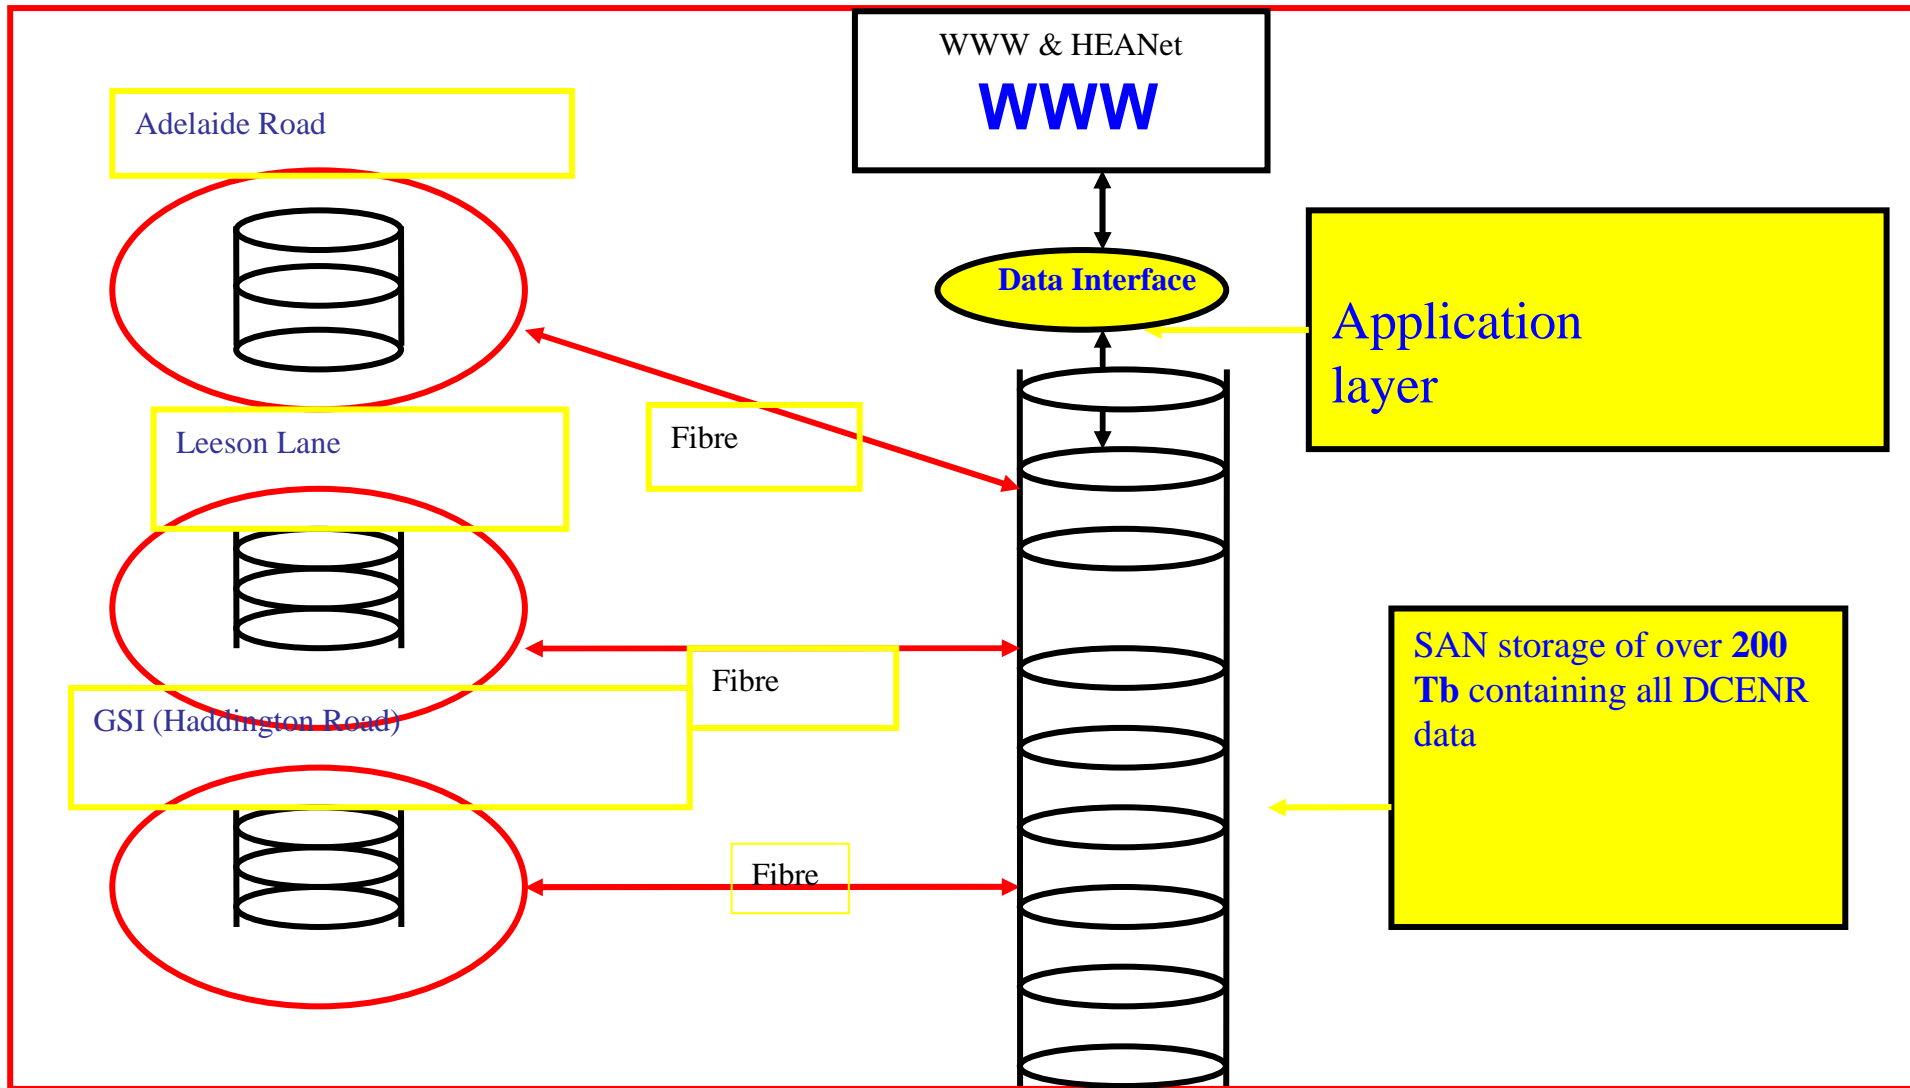 WWW & HEANet
WWW
Adelaide Road
Data Interface
Application
layer
Leeson Lane
Fibre
SAN storage of over 200
Tb containing all DCENR
data
Fibre
GSI (Haddington Road)
Fibre